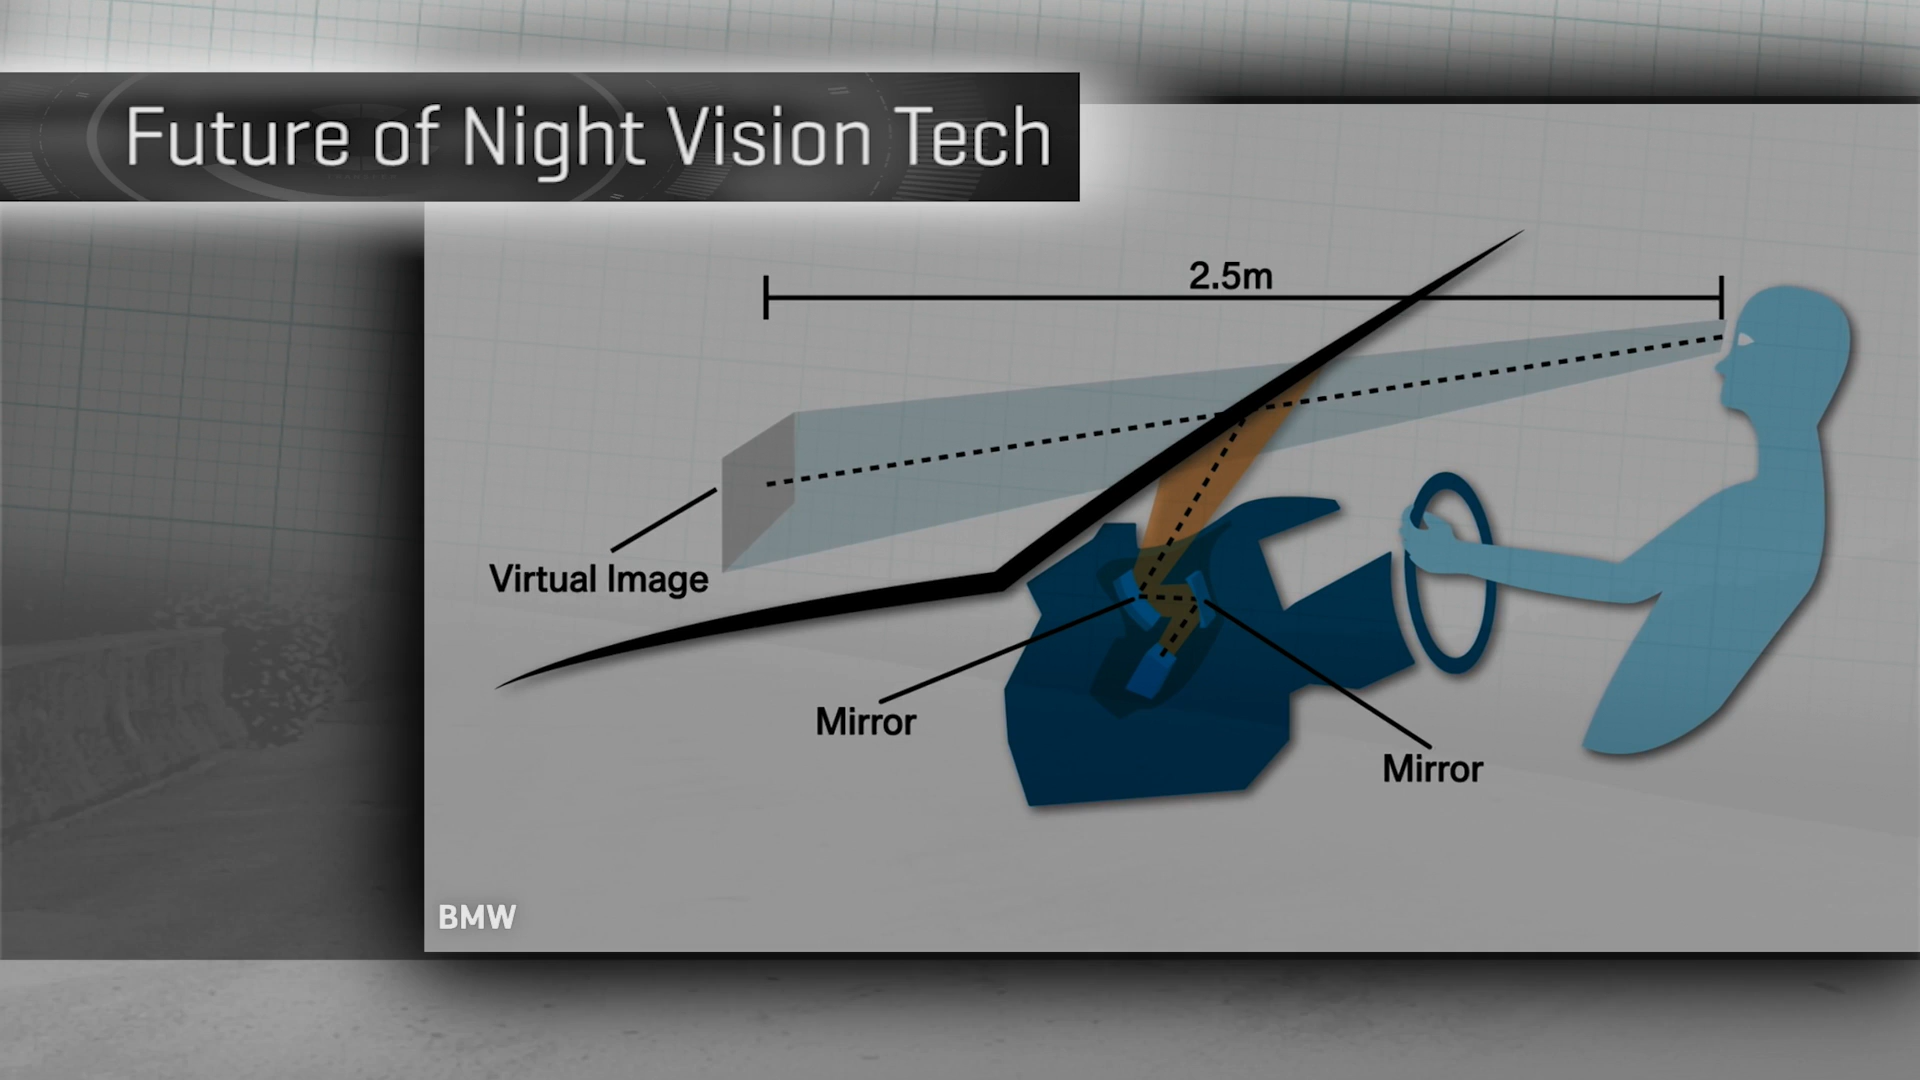 Future of Night Vision Tech
2.5m
Virtual Image
Mirror
Mirror
BMW